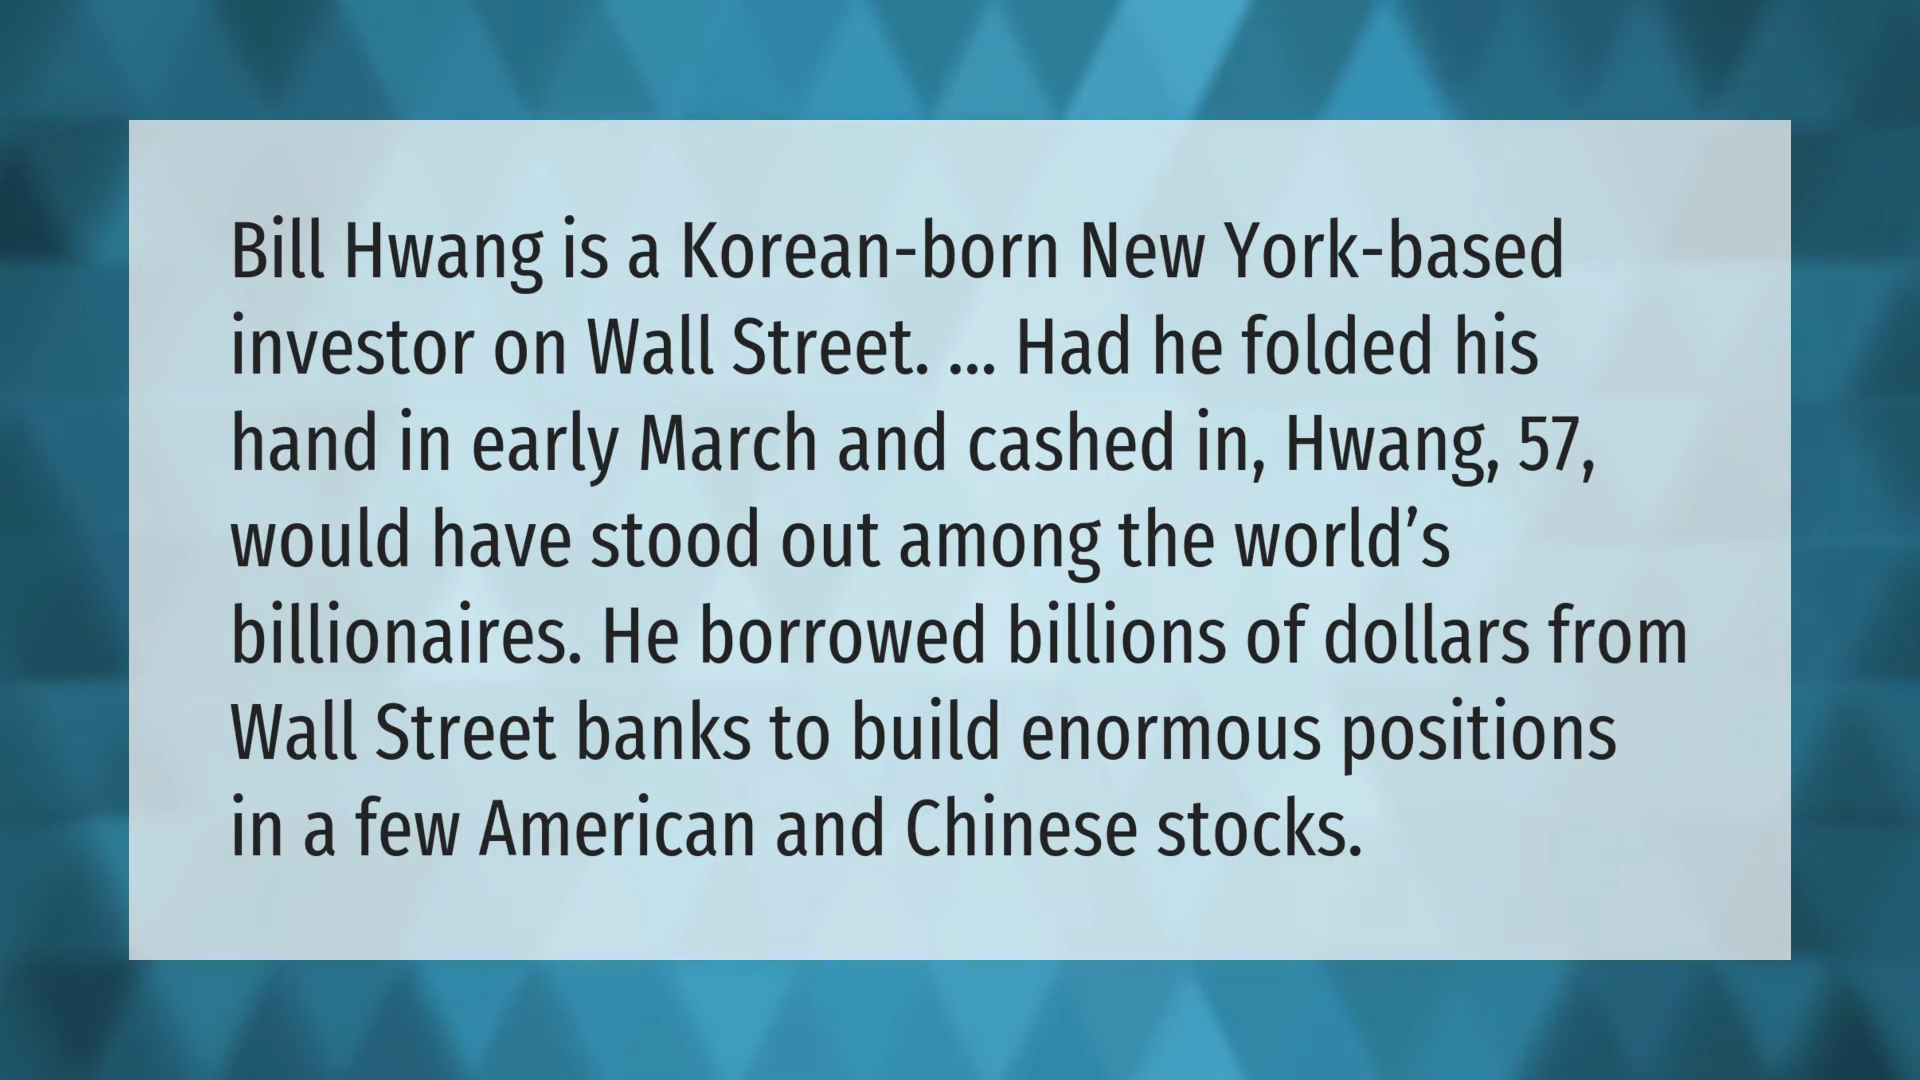 Bill Hwang is a Korean-born New York-based
investor on Wall Street. ... Had he folded his
hand in early March and cashed in, Hwang, 57,
would have stood out among the world’s
billionaires. He borrowed billions of dollars from
Wall Street banks to build enormous positions
in a few American and Chinese stocks.